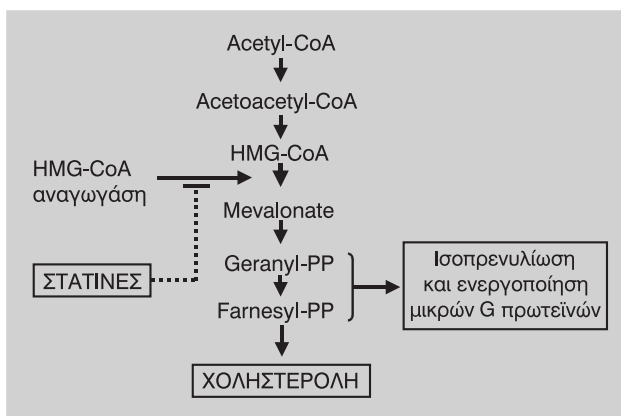 Acetyl-CoA
Acetoacetyl-CoA
HMG-CoA
HMG-CoA
αναγωγάση
Mevalonate
ΣΤΑΤΙΝΕΣ
Geranyl-PP
Farnesyl-PP
Ισοπρενυλίωση
και ενεργοποίηση
μικρών G πρωτεϊνών
ΧΟΛΗΣΤΕΡΟΛΗ